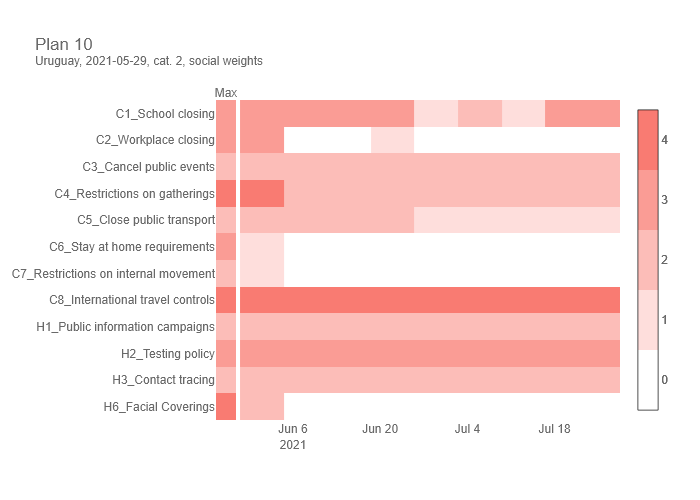 Plan 10
Uruguay, 2021-05-29, cat. 2, social weights
Max
C1_School closing
C2_Workplace closing
C3_Cancel public events
C4_Restrictions on gatherings
C5_Close public transport
C6_Stay at home requirements
C7_Restrictions on internal movement
C8_International travel controls
H1_Public information campaigns
H2_Testing policy
H3_Contact tracing
H6_Facial Coverings
Jun 6
2021
Jun 20
Jul 4
Jul 18
4
3
2
1
0